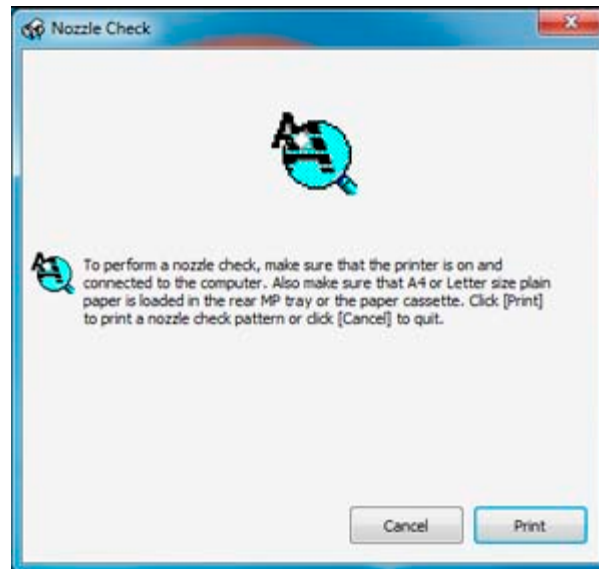 Nozzle Check
To perform a nozzle check, make sure that the printer is on and
connected to the computer. Also make sure that A4 or Letter size plain
paper is loaded in the rear MP tray or the paper cassette. Click [Print]
to print a nozzle check pattern or click [Cancel] to quit.
Cancel
Print